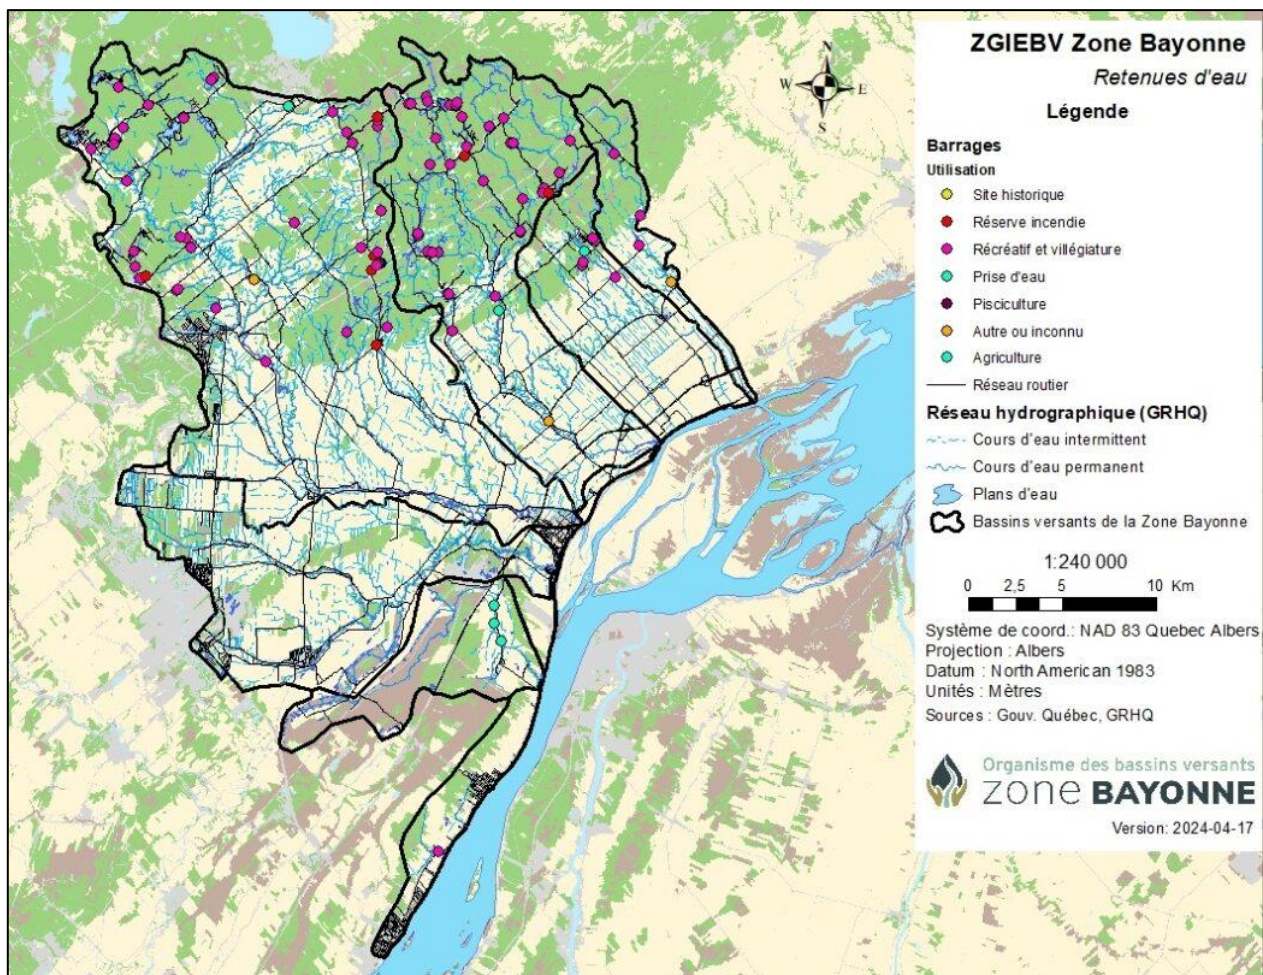 ZGIEBV Zone Bayonne
Retenues d'eau
Légende
N
W E
S
Barrages
Utilisation
Site historique
Réserve incendie
Récréatif et villégiature
Prise d'eau
Pisciculture
Autre ou inconnu
Agriculture
Réseau routier
Réseau hydrographique (GRHQ)
Cours d'eau intermittent
Cours d'eau permanent
Plans d'eau
Bassins versants de la Zone Bayonne
1:240 000
0 2,5 5 10 Km
Système de coord.: NAD 83 Quebec Albers
Projection : Albers
Datum : North American 1983
Unités : Mètres
Sources : Gouv. Québec, GRHQ
Organisme des bassins versants
zone BAYONNE
Version: 2024-04-17